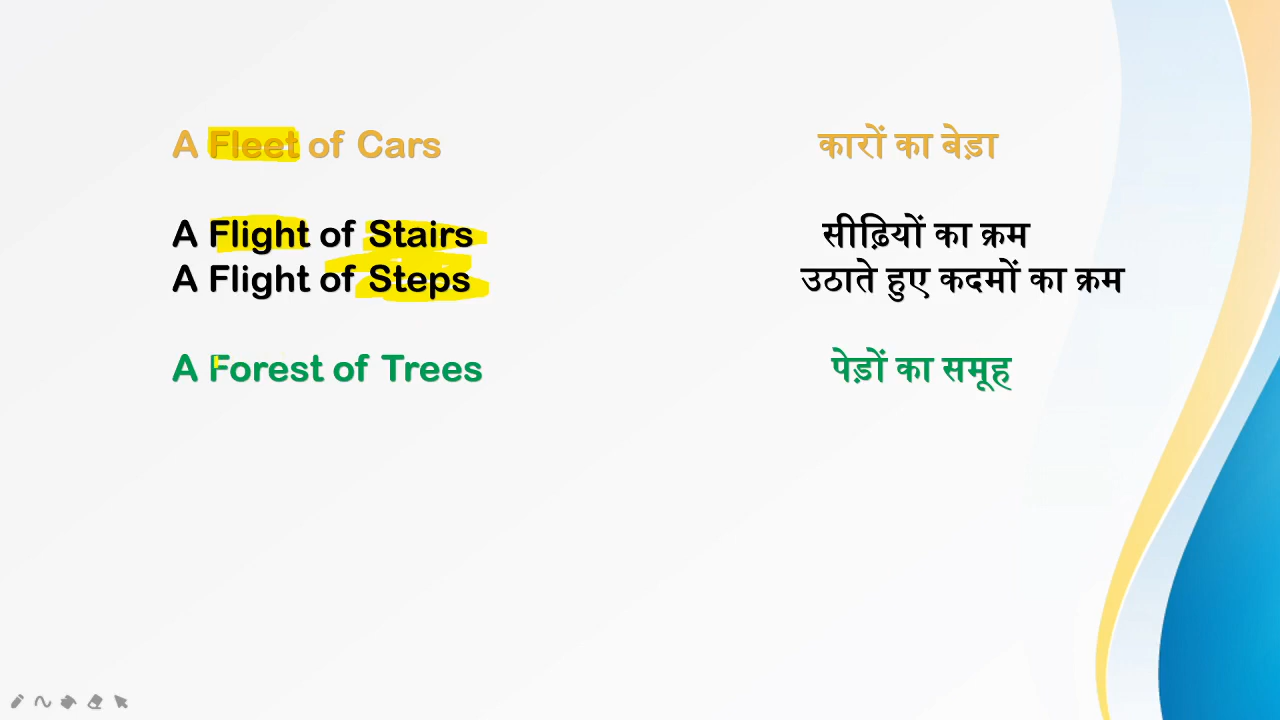 A Fleet of Cars कारों का बेड़ा
A Flight of Stairs सीढ़ियों का क्रम
A Flight of Steps उठाते हुए कदमों का क्रम
A Forest of Trees पेड़ों का समूह